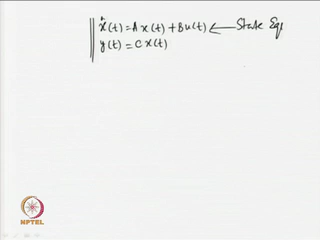 ẋ(t) = A x(t) + B u(t) ← State Eq
y(t) = C x(t)
NPTEL